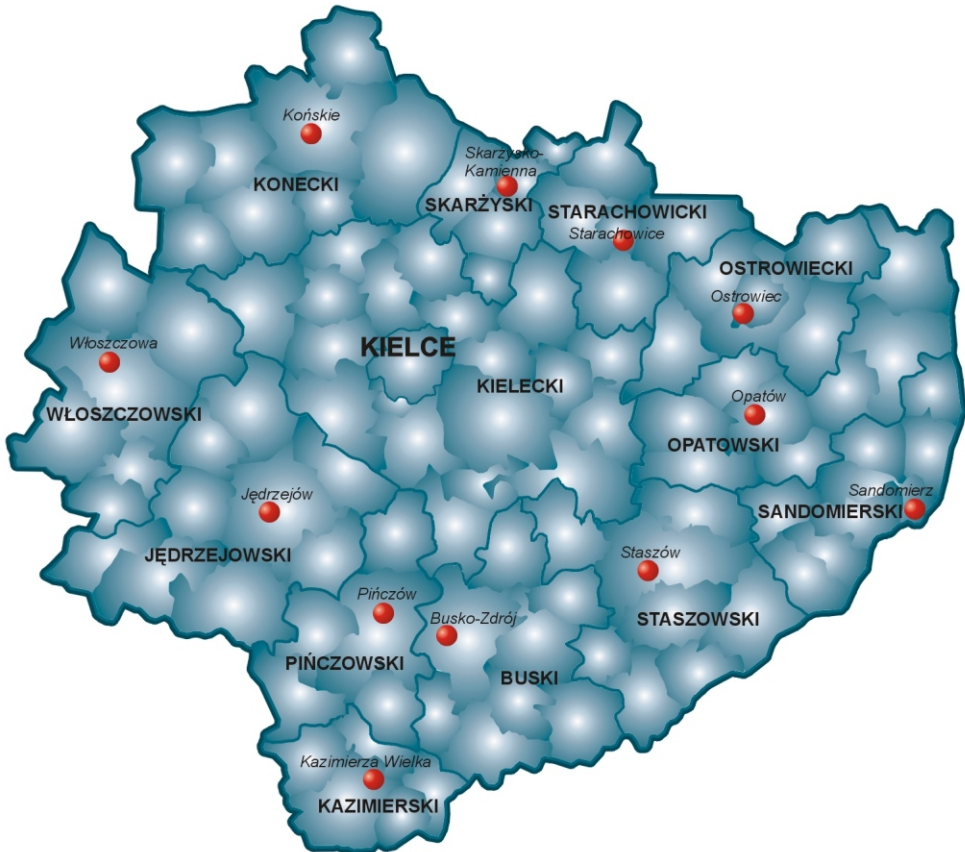 Końskie
KONECKI
Skarżysko-
Kamienna
SKARŻYSKI
STARACHOWICKI
Starachowice
OSTROWIECKI
Ostrowiec
Włoszczowa
KIELCE
KIELECKI
WŁOSZCZOWSKI
Opatów
OPATOWSKI
Jędrzejów
Sandomierz
SANDOMIERSKI
JĘDRZEJOWSKI
Staszów
Pińczów
Busko-Zdrój
STASZOWSKI
PIŃCZOWSKI
BUSKI
Kazimierza Wielka
KAZIMIERSKI